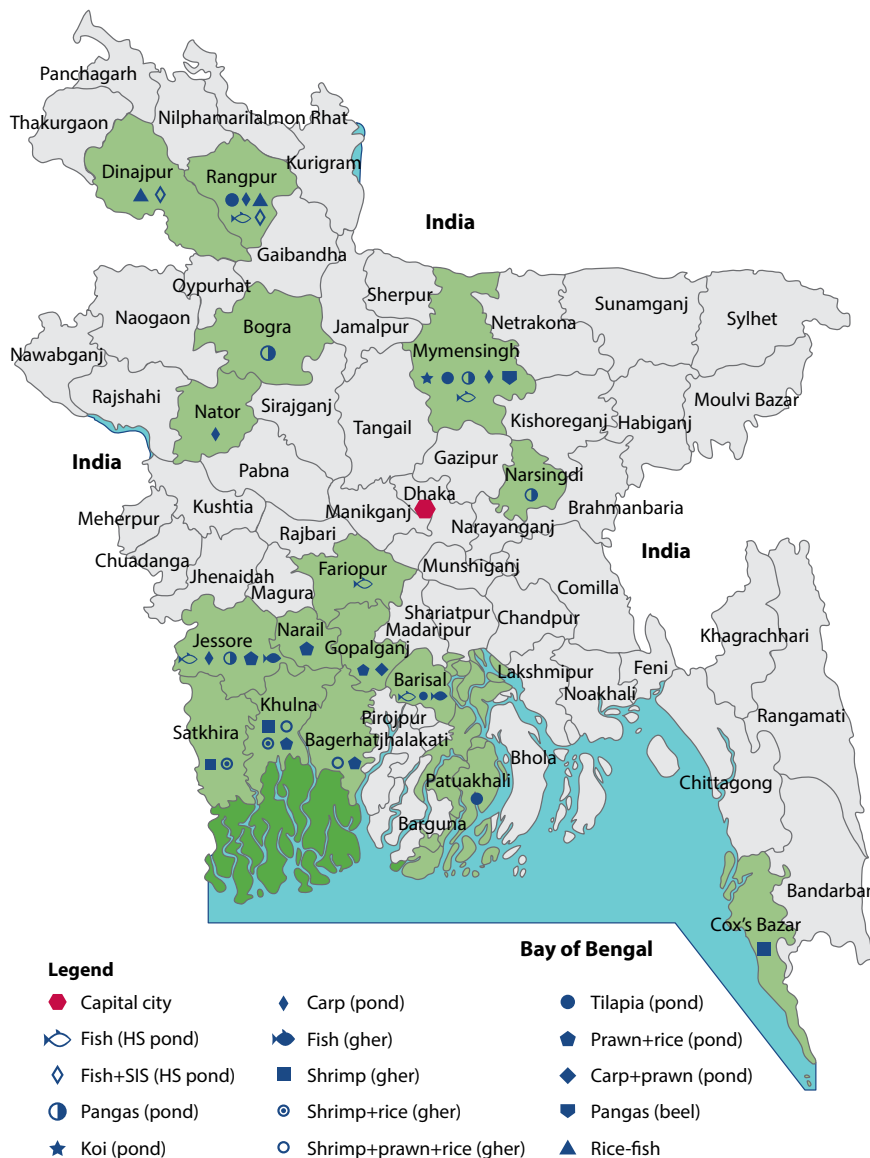 Panchagarh
Thakurgaon
Nilphamarilalmon Rhat
Dinajpur
Rangpur
Kurigram
India
Gaibandha
Qypurhat
Sherpur
Naogaon
Bogra
Jamalpur
Netrakona
Sunamganj
Sylhet
Nawabganj
Mymensingh
Rajshahi
Nator
Sirajganj
Tangail
Kishoreganj
Habiganj
Moulvi Bazar
India
Pabna
Gazipur
Narsingdi
Dhaka
Meherpur
Kushtia
Manikganj
Narayanganj
Brahmanbaria
Rajbari
India
Chuadanga
Jhenaidah
Magura
Fariopur
Munshiganj
Comilla
Shariatpur
Chandpur
Jessore
Narail
Gopalganj
Madaripur
Khagrachhari
Barisal
Lakshmipur
Feni
Noakhali
Khulna
Pirojpur
Rangamati
Satkhira
Bagerhat
Jhalakati
Bhola
Patuakhali
Chittagong
Barguna
Bandarban
Cox's Bazar
Bay of Bengal
Legend
Capital city
Carp (pond)
Tilapia (pond)
Fish (HS pond)
Fish (gher)
Prawn+rice (pond)
Fish+SIS (HS pond)
Shrimp (gher)
Carp+prawn (pond)
Pangas (pond)
Shrimp+rice (gher)
Pangas (beel)
Koi (pond)
Shrimp+prawn+rice (gher)
Rice-fish